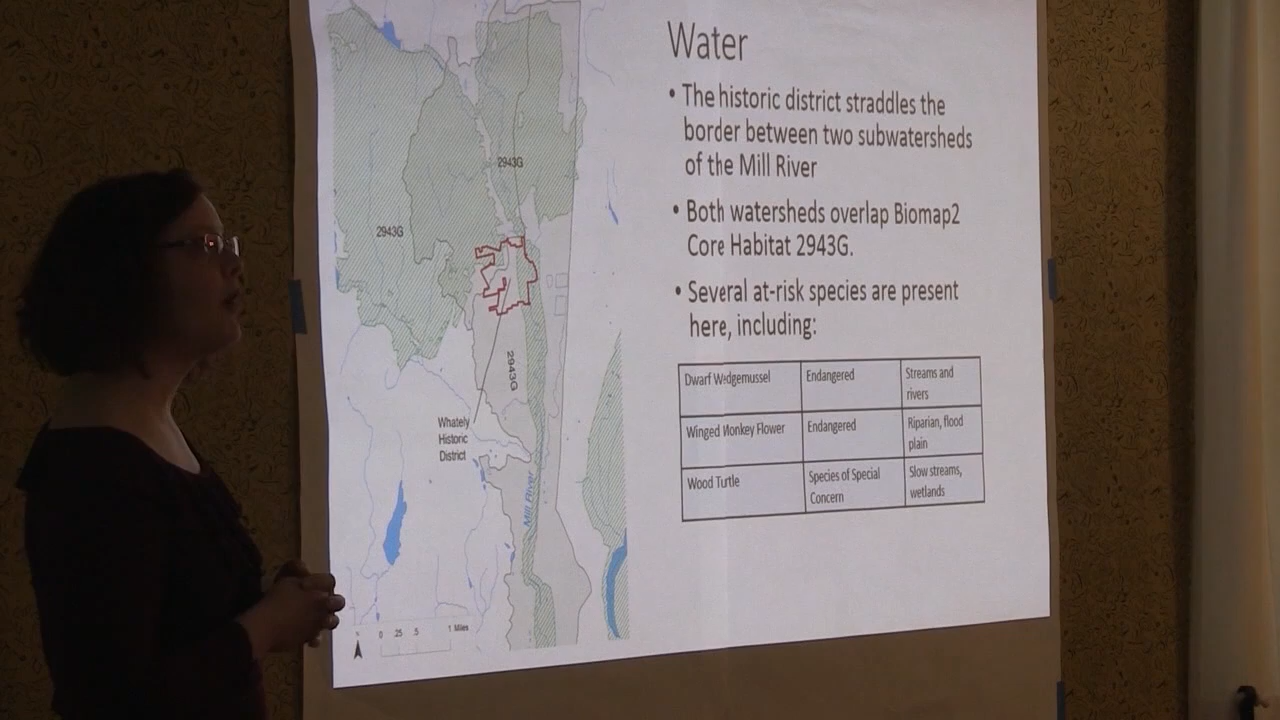 Water
• The historic district straddles the
border between two subwatersheds
of the Mill River
• Both watersheds overlap Biomap2
Core Habitat 2943G.
• Several at-risk species are present
here, including:
Dwarf Wedgemussel Endangered Streams and
rivers
Winged Monkey Flower Endangered Riparian, flood
plain
Wood Turtle Species of Special
Concern Slow streams,
wetlands
2943G
2943G
2943G
Whately
Historic
District
Mill River
0 .25 .5 1 Miles